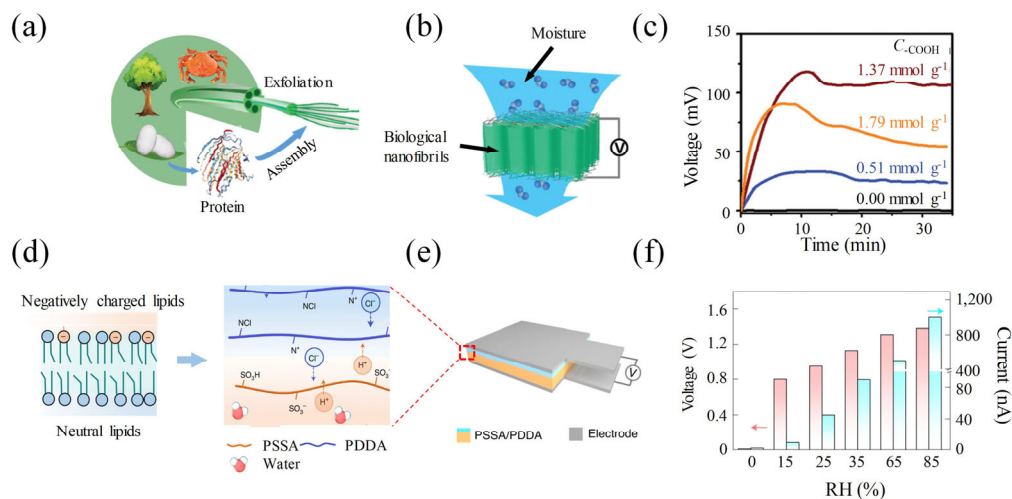 (a)
Exfoliation
Assembly
Protein
(b)
Moisture
Biological
nanofibrils
V
(c)
150
100
50
0
Voltage (mV)
C-COOH
1.37 mmol g-1
1.79 mmol g-1
0.51 mmol g-1
0.00 mmol g-1
0 10 20 30
Time (min)
(d)
Negatively charged lipids
Neutral lipids
NCl
N+
Cl-
NCl
N+
Cl-
H+
SO3H
SO3-
H+
SO3-
PSSA
PDDA
Water
(e)
V
PSSA/PDDA
Electrode
(f)
1.6
1.2
0.8
0.4
0
Voltage (V)
1,200
800
400
80
40
0
Current (nA)
0 15 25 35 65 85
RH (%)